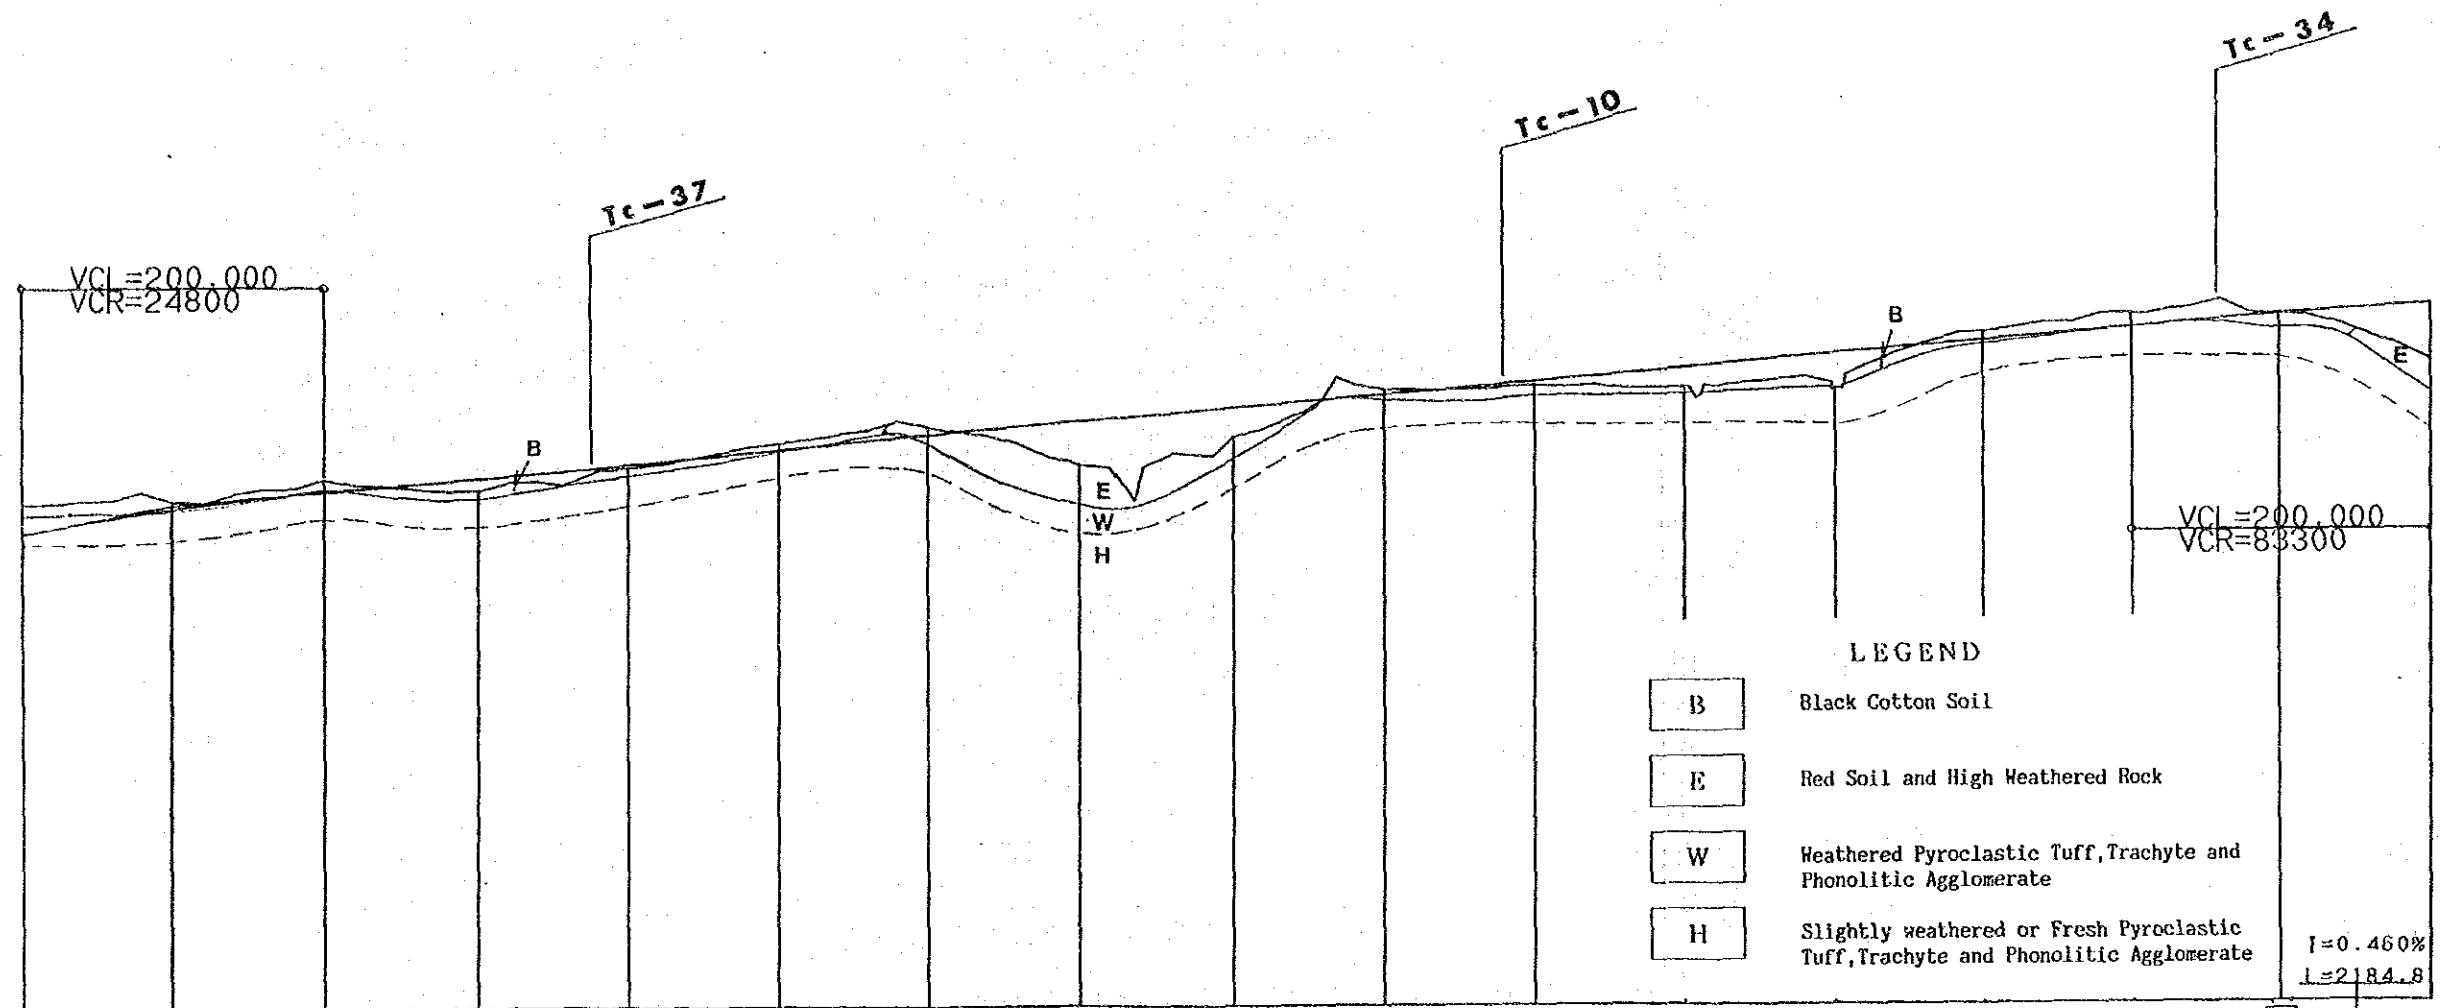 Tc-34
Tc-10
Tc-37
VCL=200.000
VCR=24800
B
B
E
E
W
H
VCL=200.000
VCR=83300
LEGEND
B Black Cotton Soil
E Red Soil and High Weathered Rock
W Weathered Pyroclastic Tuff,Trachyte and
Phonolitic Agglomerate
H Slightly weathered or Fresh Pyroclastic
Tuff,Trachyte and Phonolitic Agglomerate
I=0.460%
L=2184.8